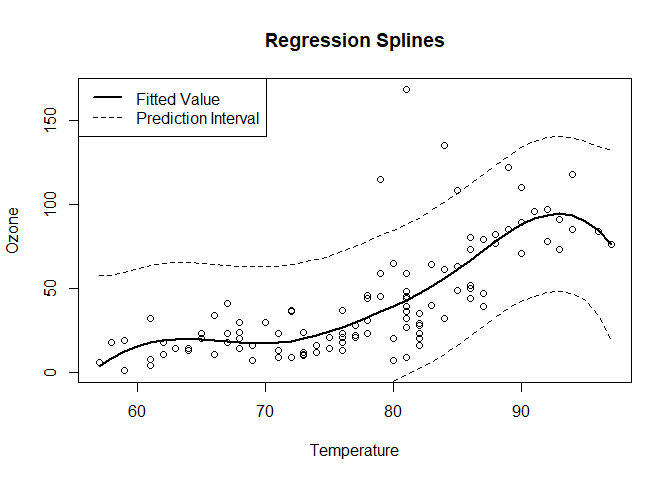 Regression Splines
Fitted Value
Prediction Interval
150
100
50
0
Ozone
60 70 80 90
Temperature